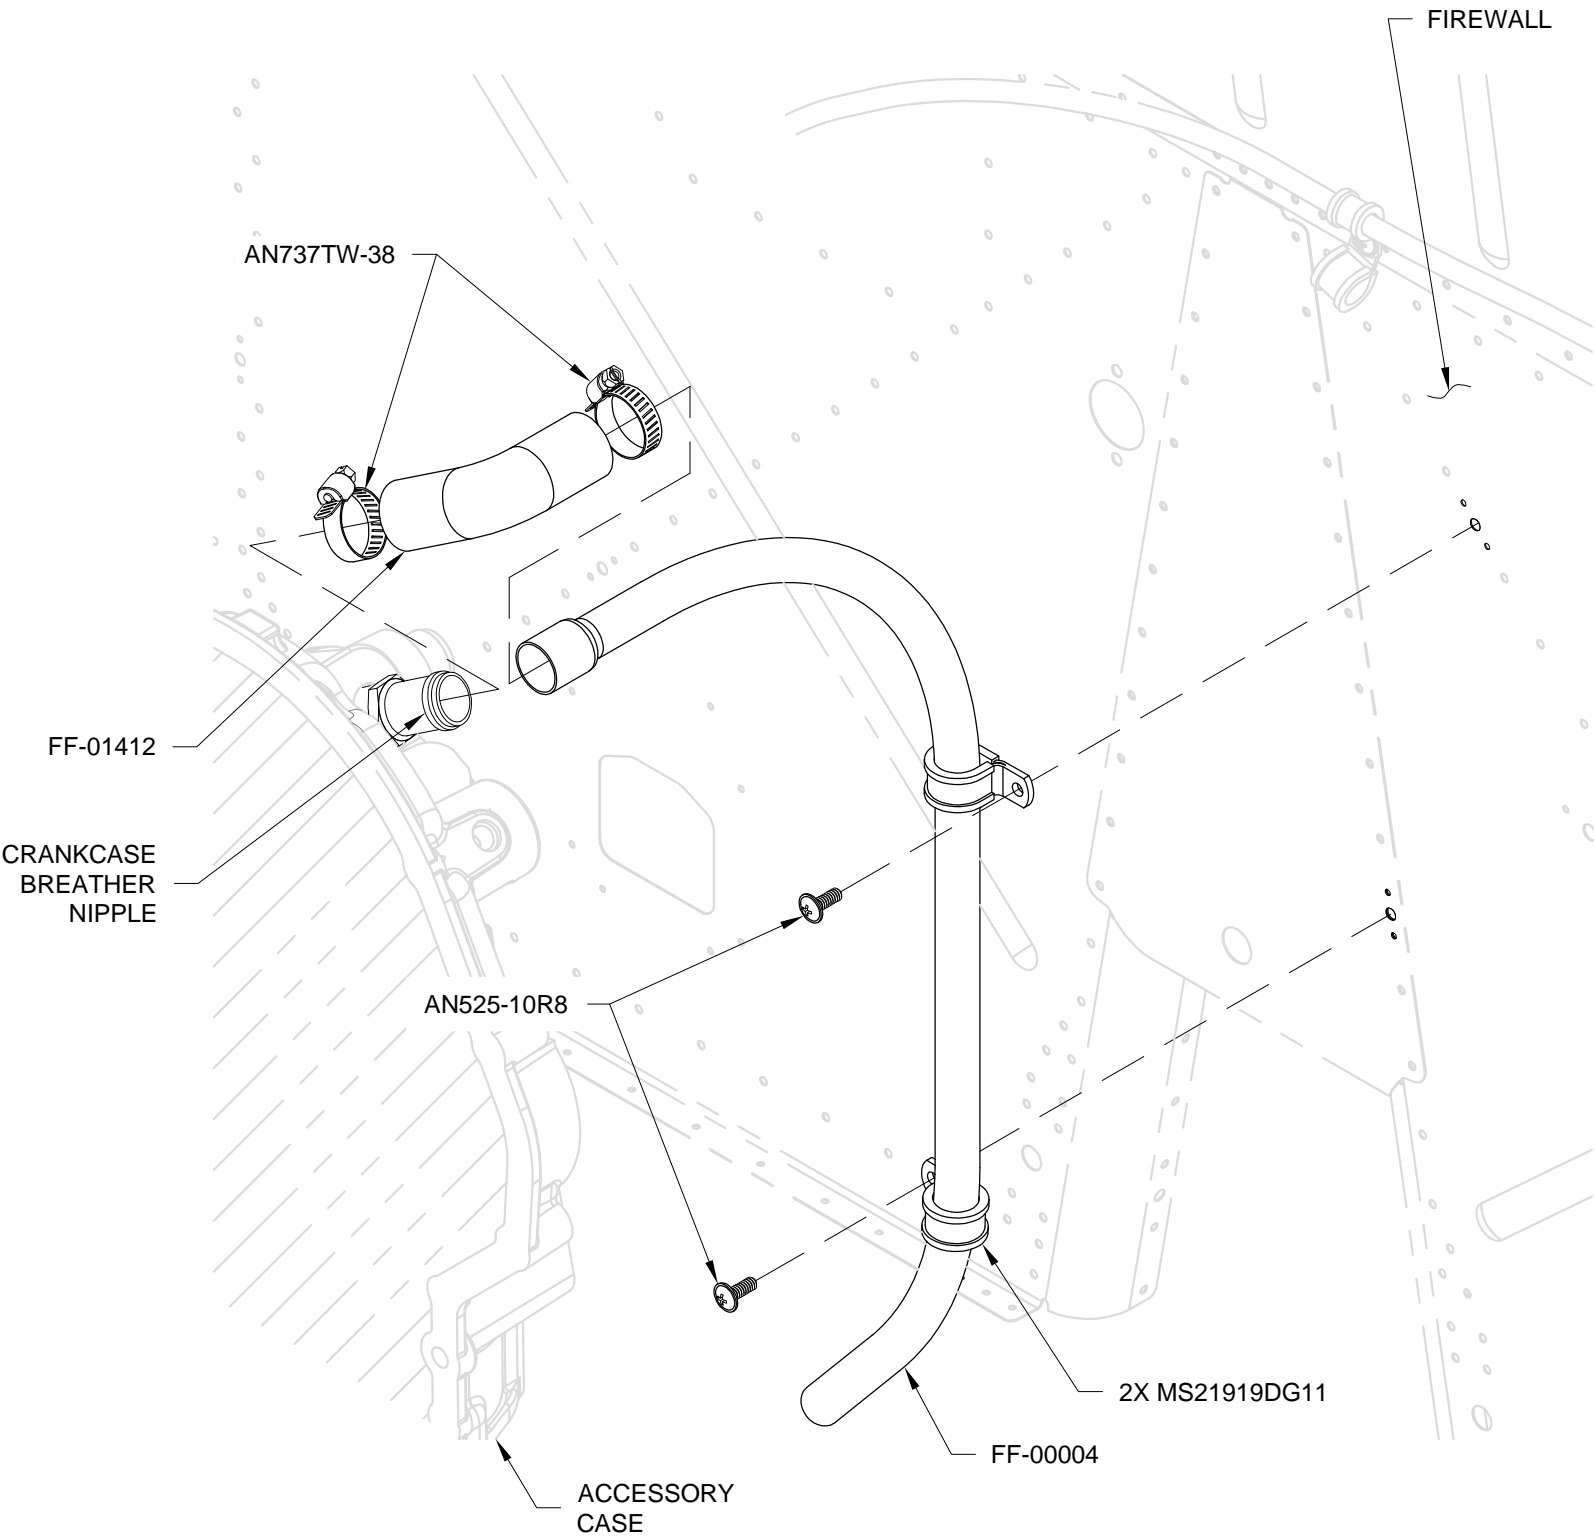 FIREWALL
AN737TW-38
FF-01412
CRANKCASE
BREATHER
NIPPLE
AN525-10R8
2X MS21919DG11
FF-00004
ACCESSORY
CASE